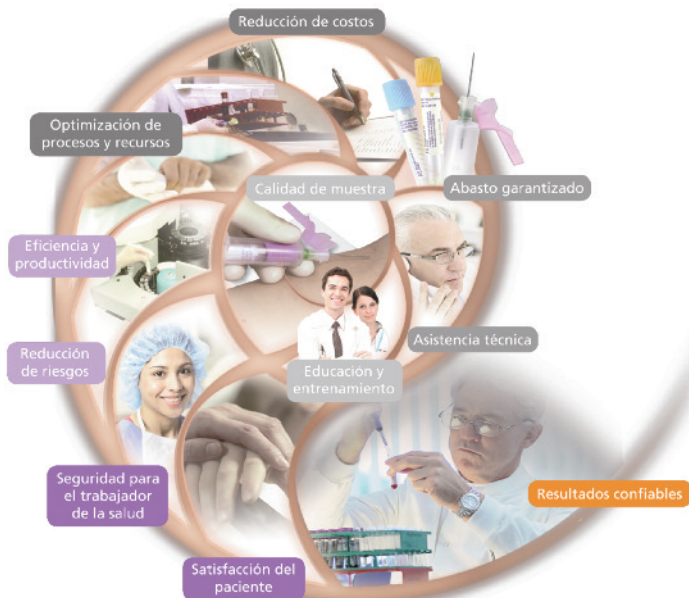 Reducción de costos
Optimización de
procesos y recursos
Calidad de muestra
Abasto garantizado
Eficiencia y
productividad
Asistencia técnica
Reducción
de riesgos
Educación y
entrenamiento
Seguridad para
el trabajador
de la salud
Resultados confiables
Satisfacción del
paciente